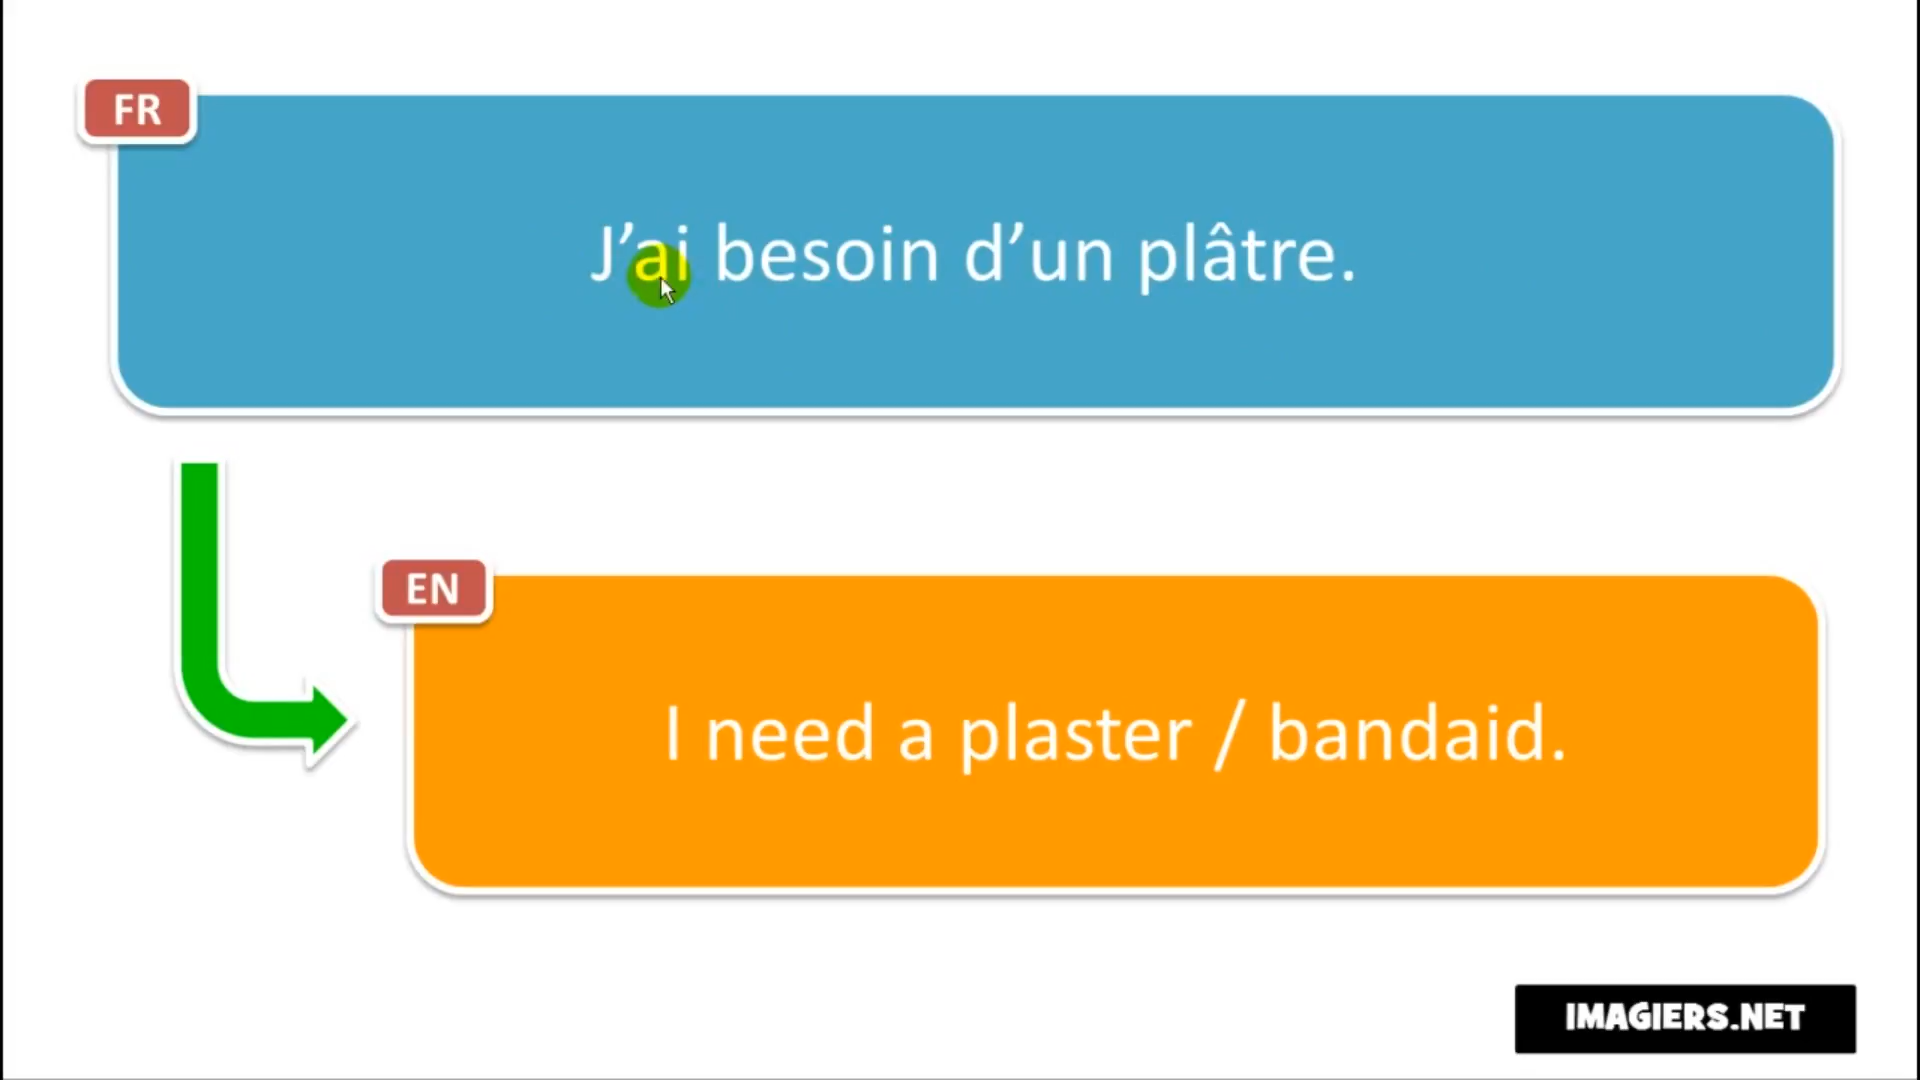 FR
J’ai besoin d’un plâtre.
EN
I need a plaster / bandaid.
IMAGIERS.NET